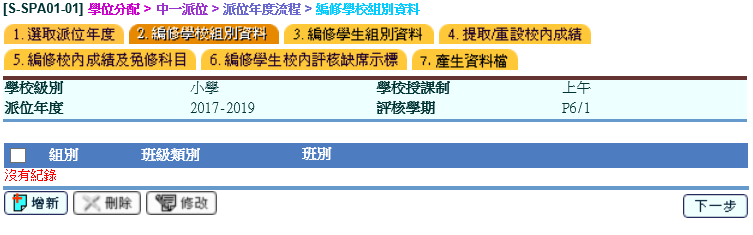 [S-SPA01-01] 學位分配 > 中一派位 > 派位年度流程 > 編修學校組別資料
1. 選取派位年度 2. 編修學校組別資料 3. 編修學生組別資料 4. 提取/重設校內成績
5. 編修校內成績及免修科目 6. 編修學生校內評核缺席示標 7. 產生資料檔
學校級別 小學 學校授課制 上午
派位年度 2017-2019 評核學期 P6/1
組別 班級類別 班別
沒有紀錄
增新 刪除 修改 下一步